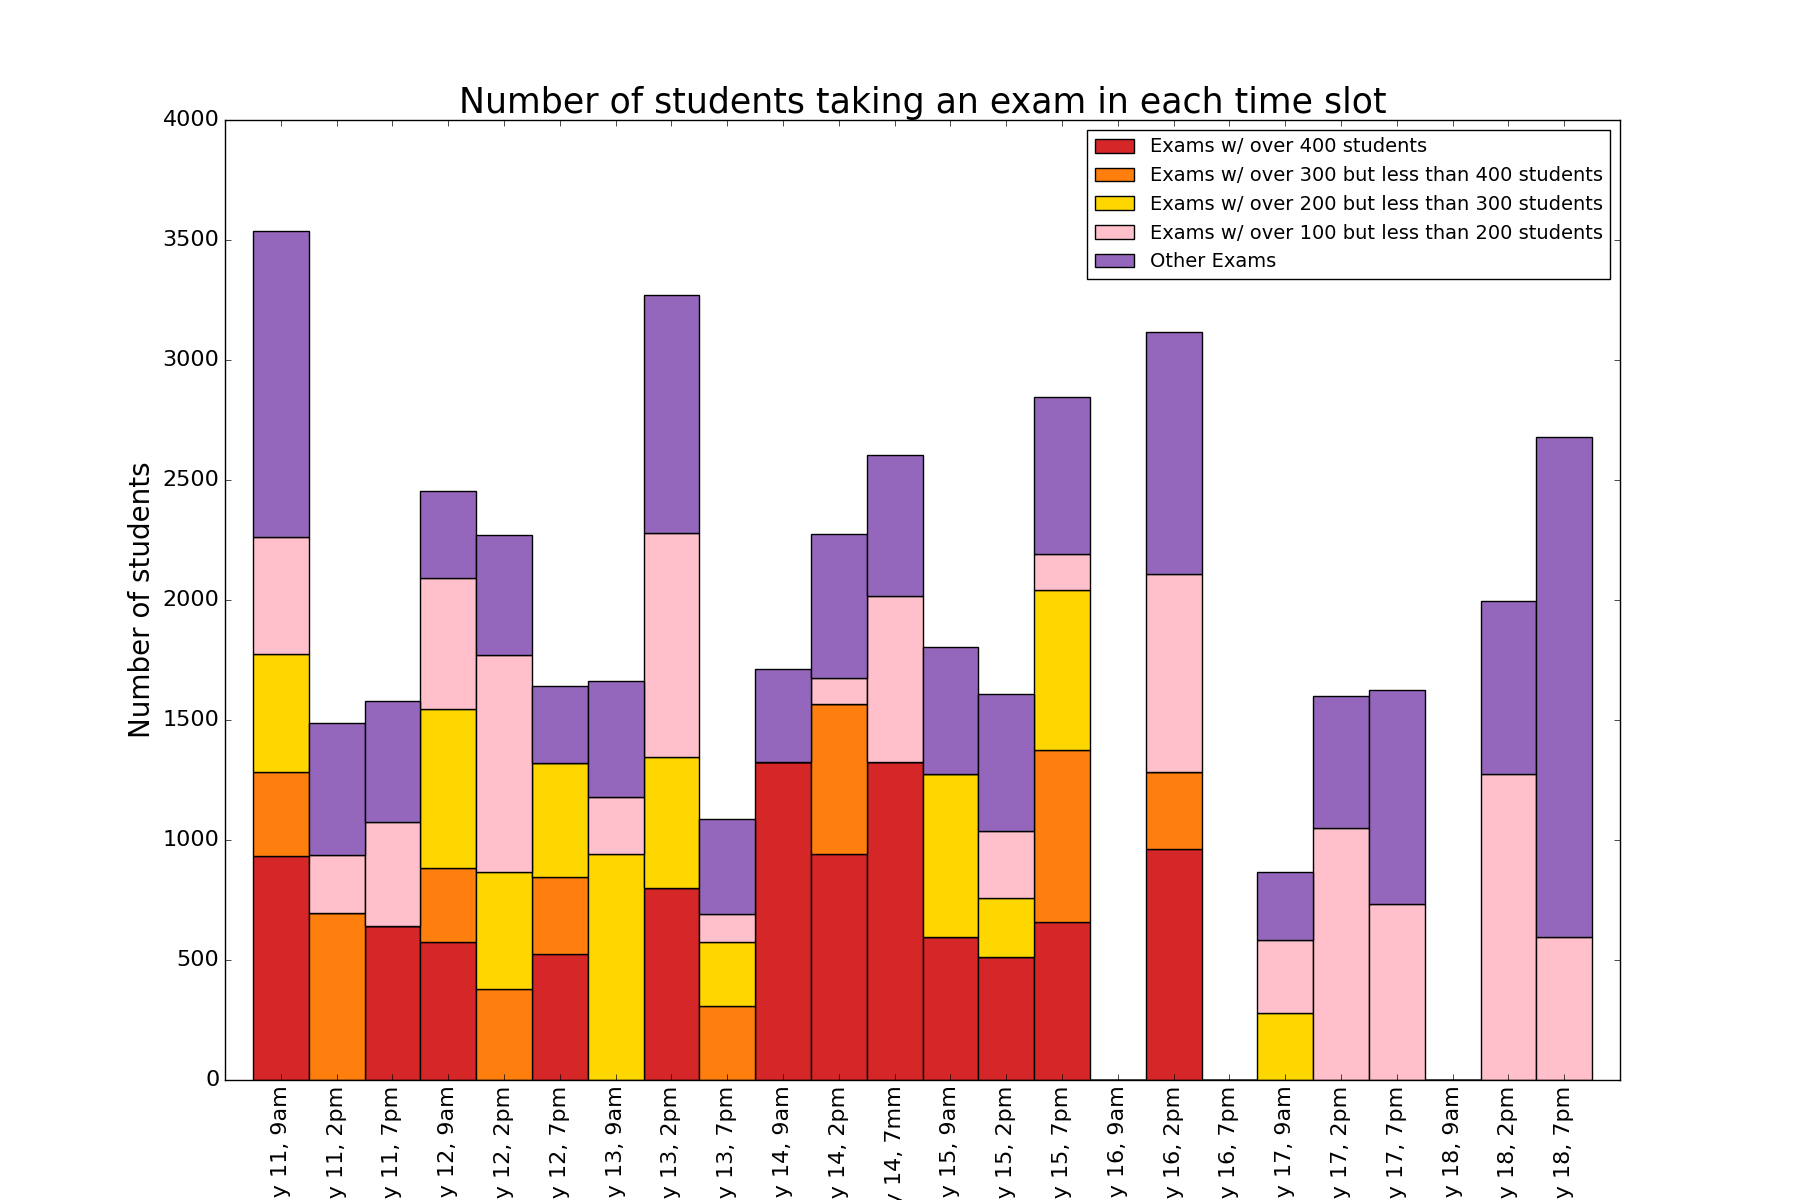 Number of students taking an exam in each time slot
Exams w/ over 400 students
Exams w/ over 300 but less than 400 students
Exams w/ over 200 but less than 300 students
Exams w/ over 100 but less than 200 students
Other Exams
Number of students
4000
3500
3000
2500
2000
1500
1000
500
0
y 11, 9am
y 11, 2pm
y 11, 7pm
y 12, 9am
y 12, 2pm
y 12, 7pm
y 13, 9am
y 13, 2pm
y 13, 7pm
y 14, 9am
y 14, 2pm
y 14, 7mm
y 15, 9am
y 15, 2pm
y 15, 7pm
y 16, 9am
y 16, 2pm
y 16, 7pm
y 17, 9am
y 17, 2pm
y 17, 7pm
y 18, 9am
y 18, 2pm
y 18, 7pm